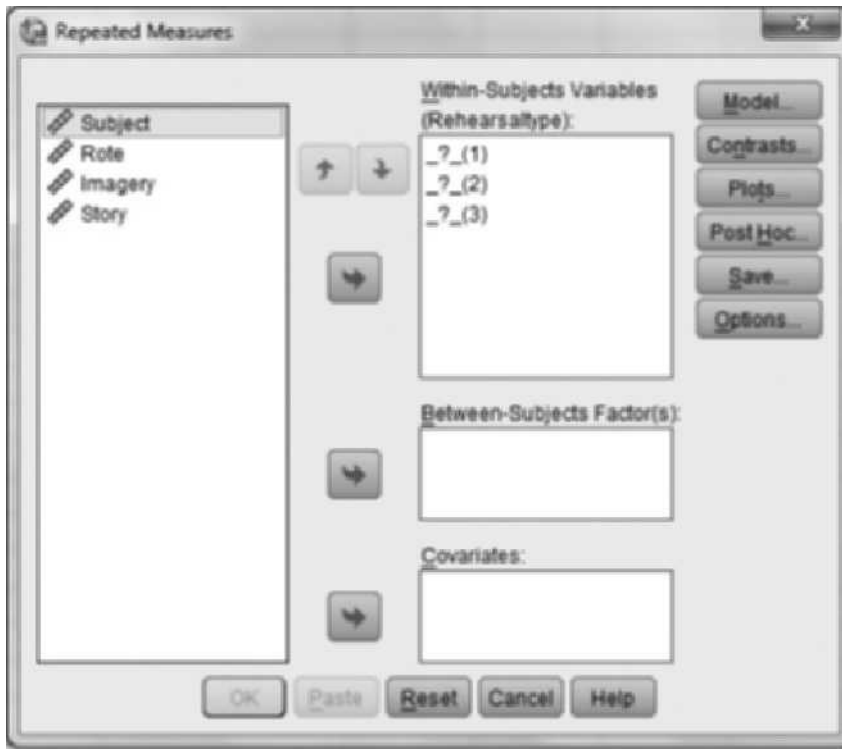 Repeated Measures
Subject
Rote
Imagery
Story
Within-Subjects Variables
(Rehearsaltype):
_?_(1)
_?_(2)
_?_(3)
Between-Subjects Factor(s):
Covariates:
Model...
Contrasts...
Plots...
Post Hoc...
Save...
Options...
OK
Paste
Reset
Cancel
Help